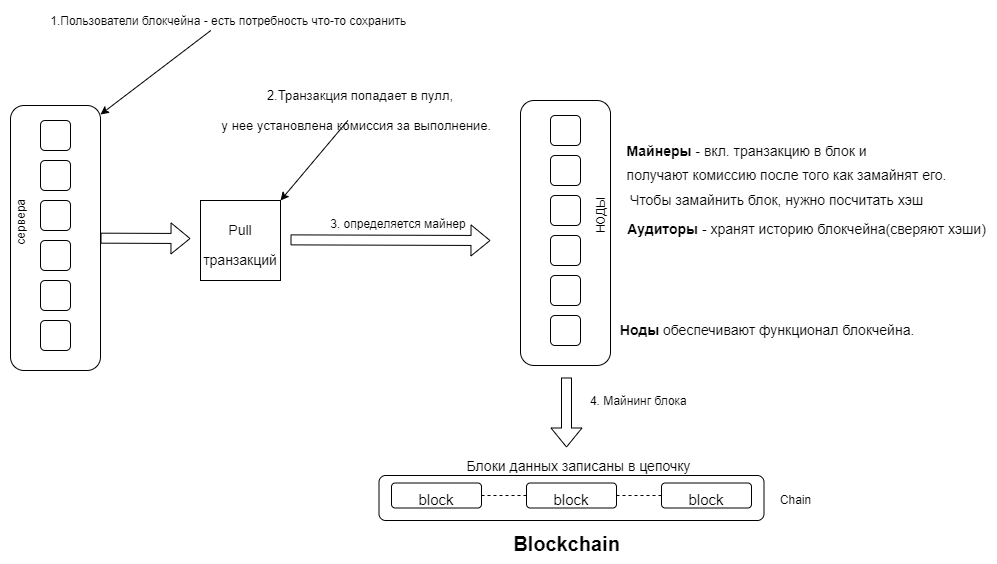 1.Пользователи блокчейна - есть потребность что-то сохранить
2.Транзакция попадает в пулл,
у нее установлена комиссия за выполнение.
сервера
Pull
транзакций
3. определяется майнер
ноды
Майнеры - вкл. транзакцию в блок и
получают комиссию после того как замайнят его.
Чтобы замайнить блок, нужно посчитать хэш
Аудиторы - хранят историю блокчейна(сверяют хэши)
Ноды обеспечивают функционал блокчейна.
4. Майнинг блока
Блоки данных записаны в цепочку
block
block
block
Chain
Blockchain